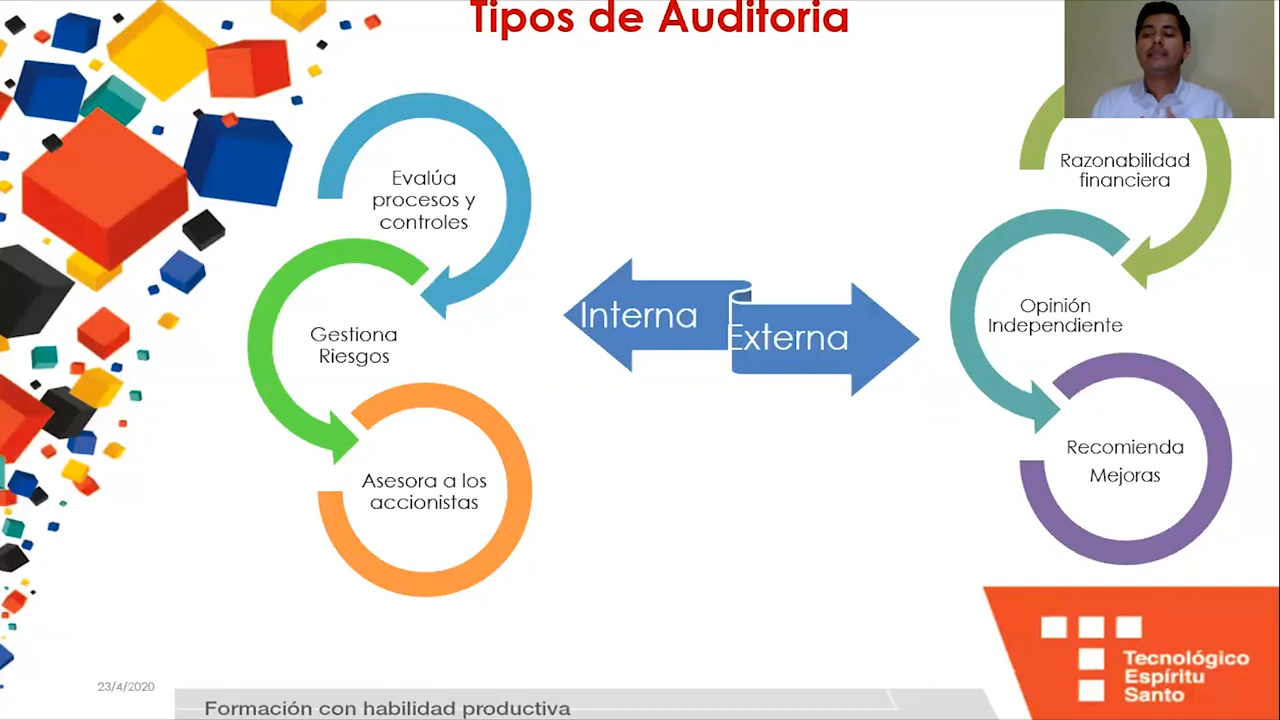 Tipos de Auditoria
Evalúa
procesos y
controles
Gestiona
Riesgos
Asesora a los
accionistas
Interna
Externa
Razonabilidad
financiera
Opinión
Independiente
Recomienda
Mejoras
23/4/2020
Formación con habilidad productiva
Tecnológico
Espíritu
Santo